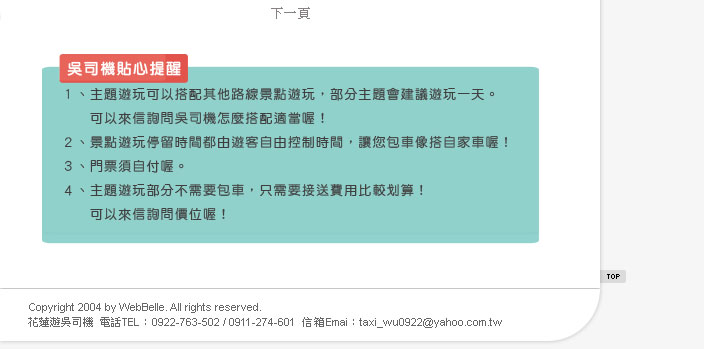 下一頁
吳司機貼心提醒
1、主題遊玩可以搭配其他路線景點遊玩，部分主題會建議遊玩一天。
可以來信詢問吳司機怎麼搭配適當喔！
2、景點遊玩停留時間都由遊客自由控制時間，讓您包車像搭自家車喔！
3、門票須自付喔。
4、主題遊玩部分不需要包車，只需要接送費用比較划算！
可以來信詢問價位喔！
TOP
Copyright 2004 by WebBelle. All rights reserved.
花蓮遊吳司機 電話TEL：0922-763-502 / 0911-274-601 信箱Emai：taxi_wu0922@yahoo.com.tw